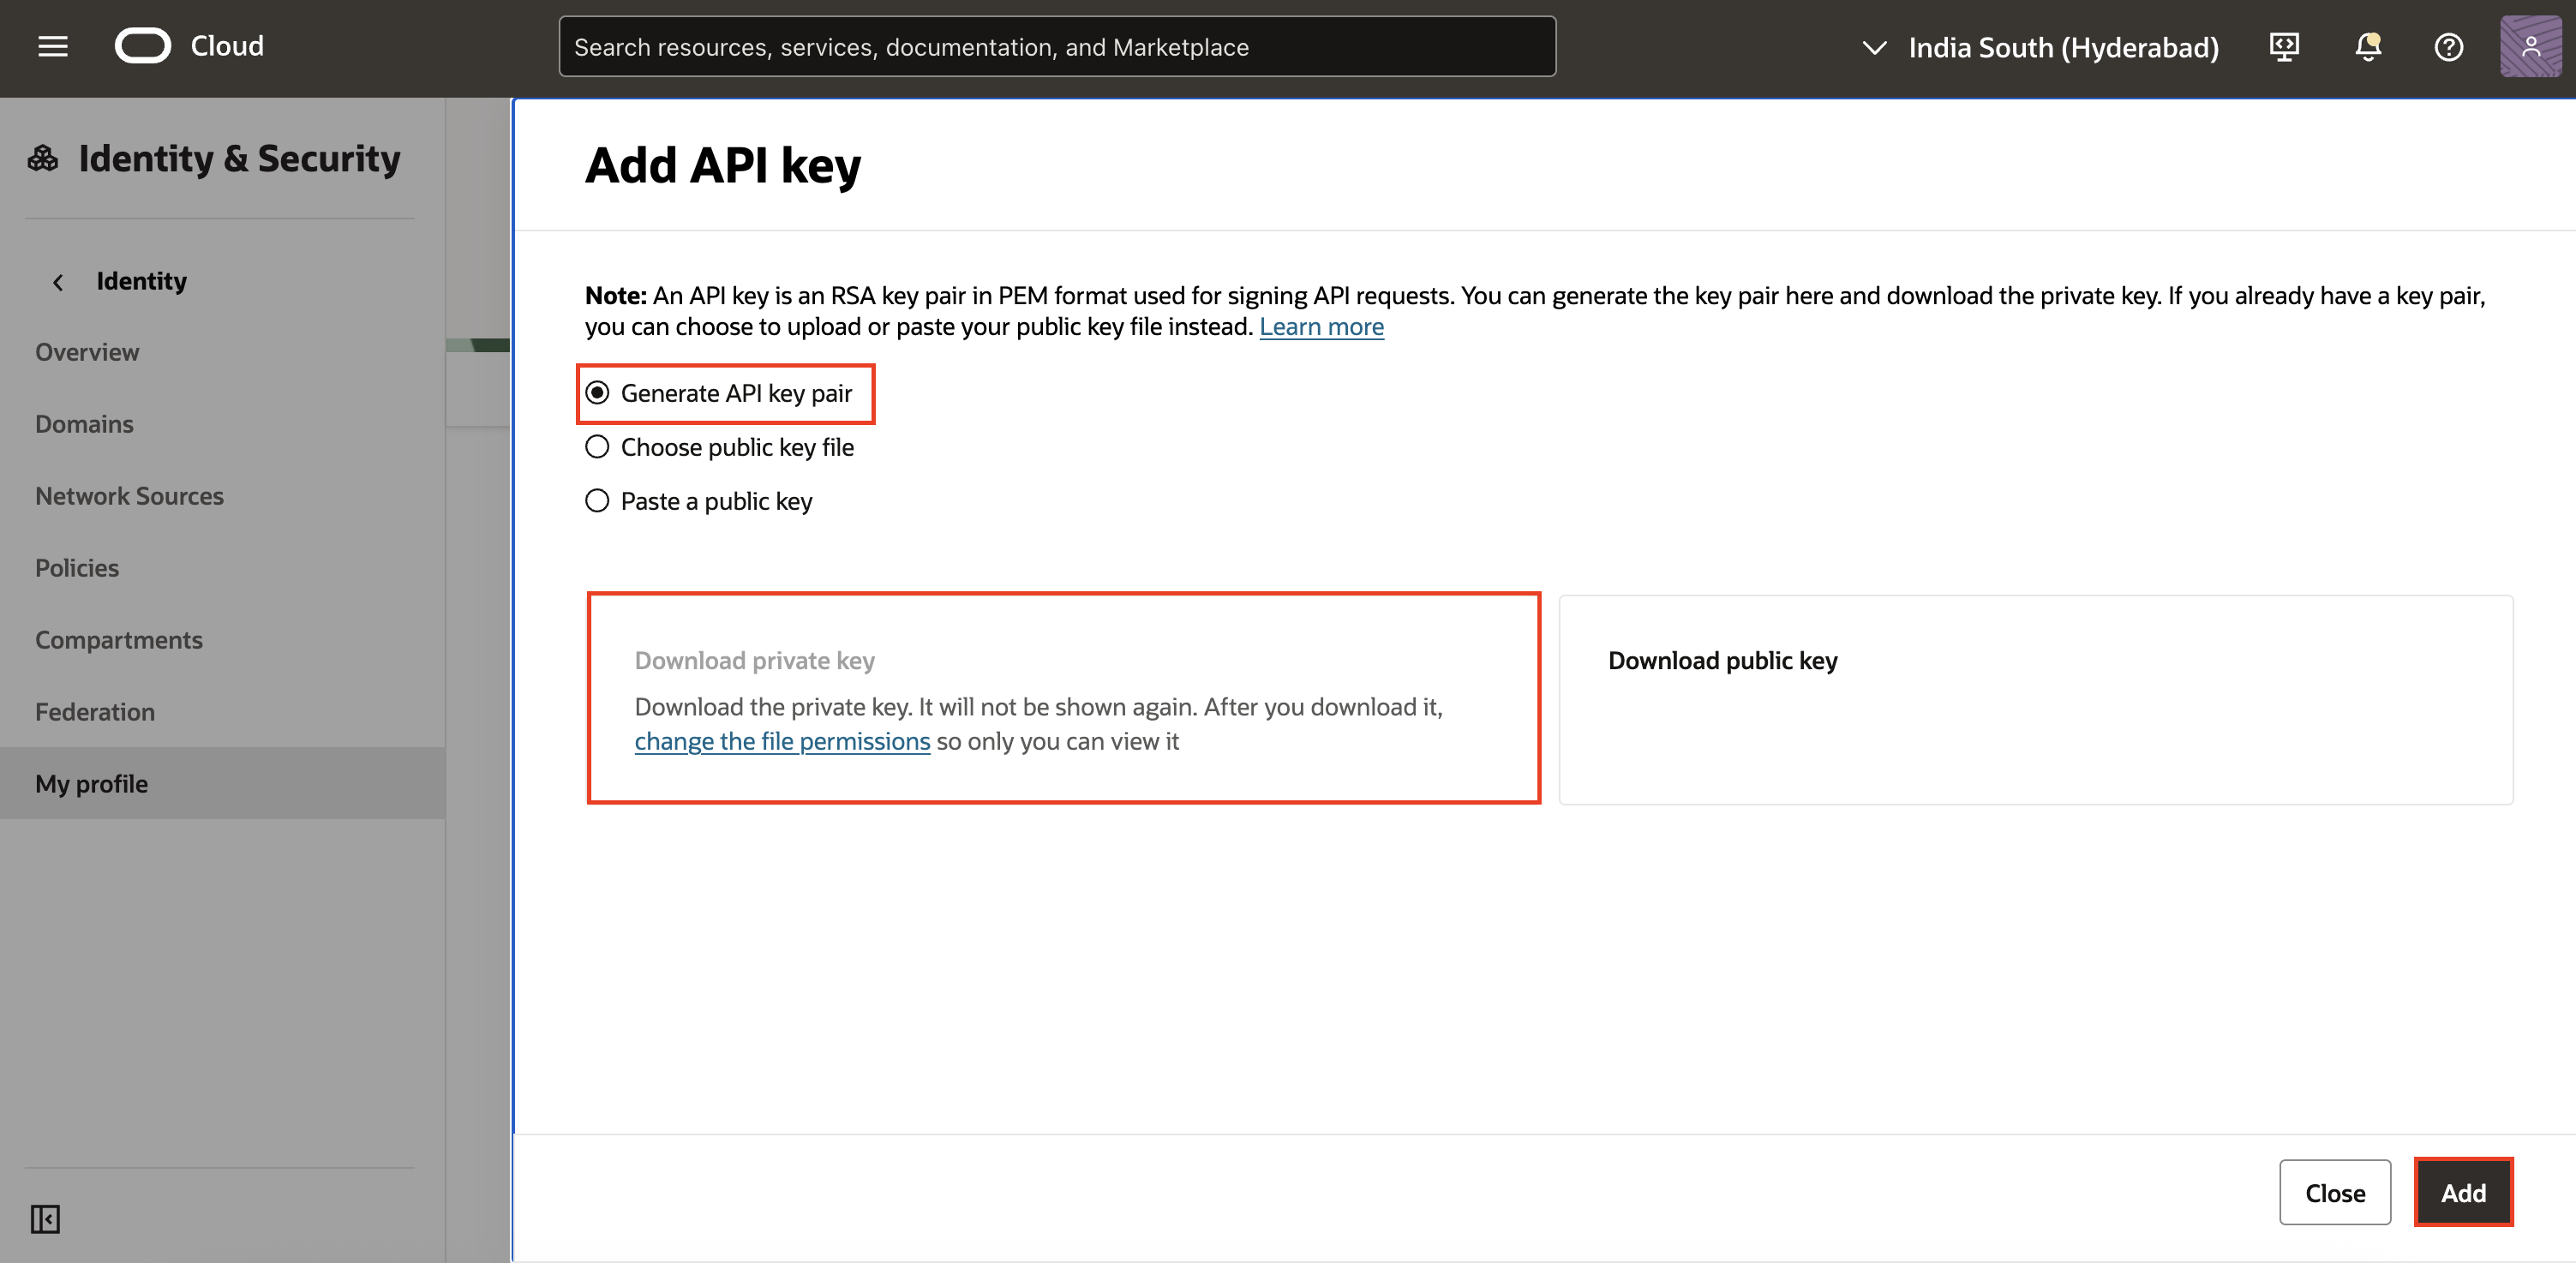 Cloud
Search resources, services, documentation, and Marketplace
India South (Hyderabad)
Identity & Security
Identity
Overview
Domains
Network Sources
Policies
Compartments
Federation
My profile
Add API key
Note: An API key is an RSA key pair in PEM format used for signing API requests. You can generate the key pair here and download the private key. If you already have a key pair,
you can choose to upload or paste your public key file instead. Learn more
Generate API key pair
Choose public key file
Paste a public key
Download private key
Download the private key. It will not be shown again. After you download it,
change the file permissions so only you can view it
Download public key
Close
Add